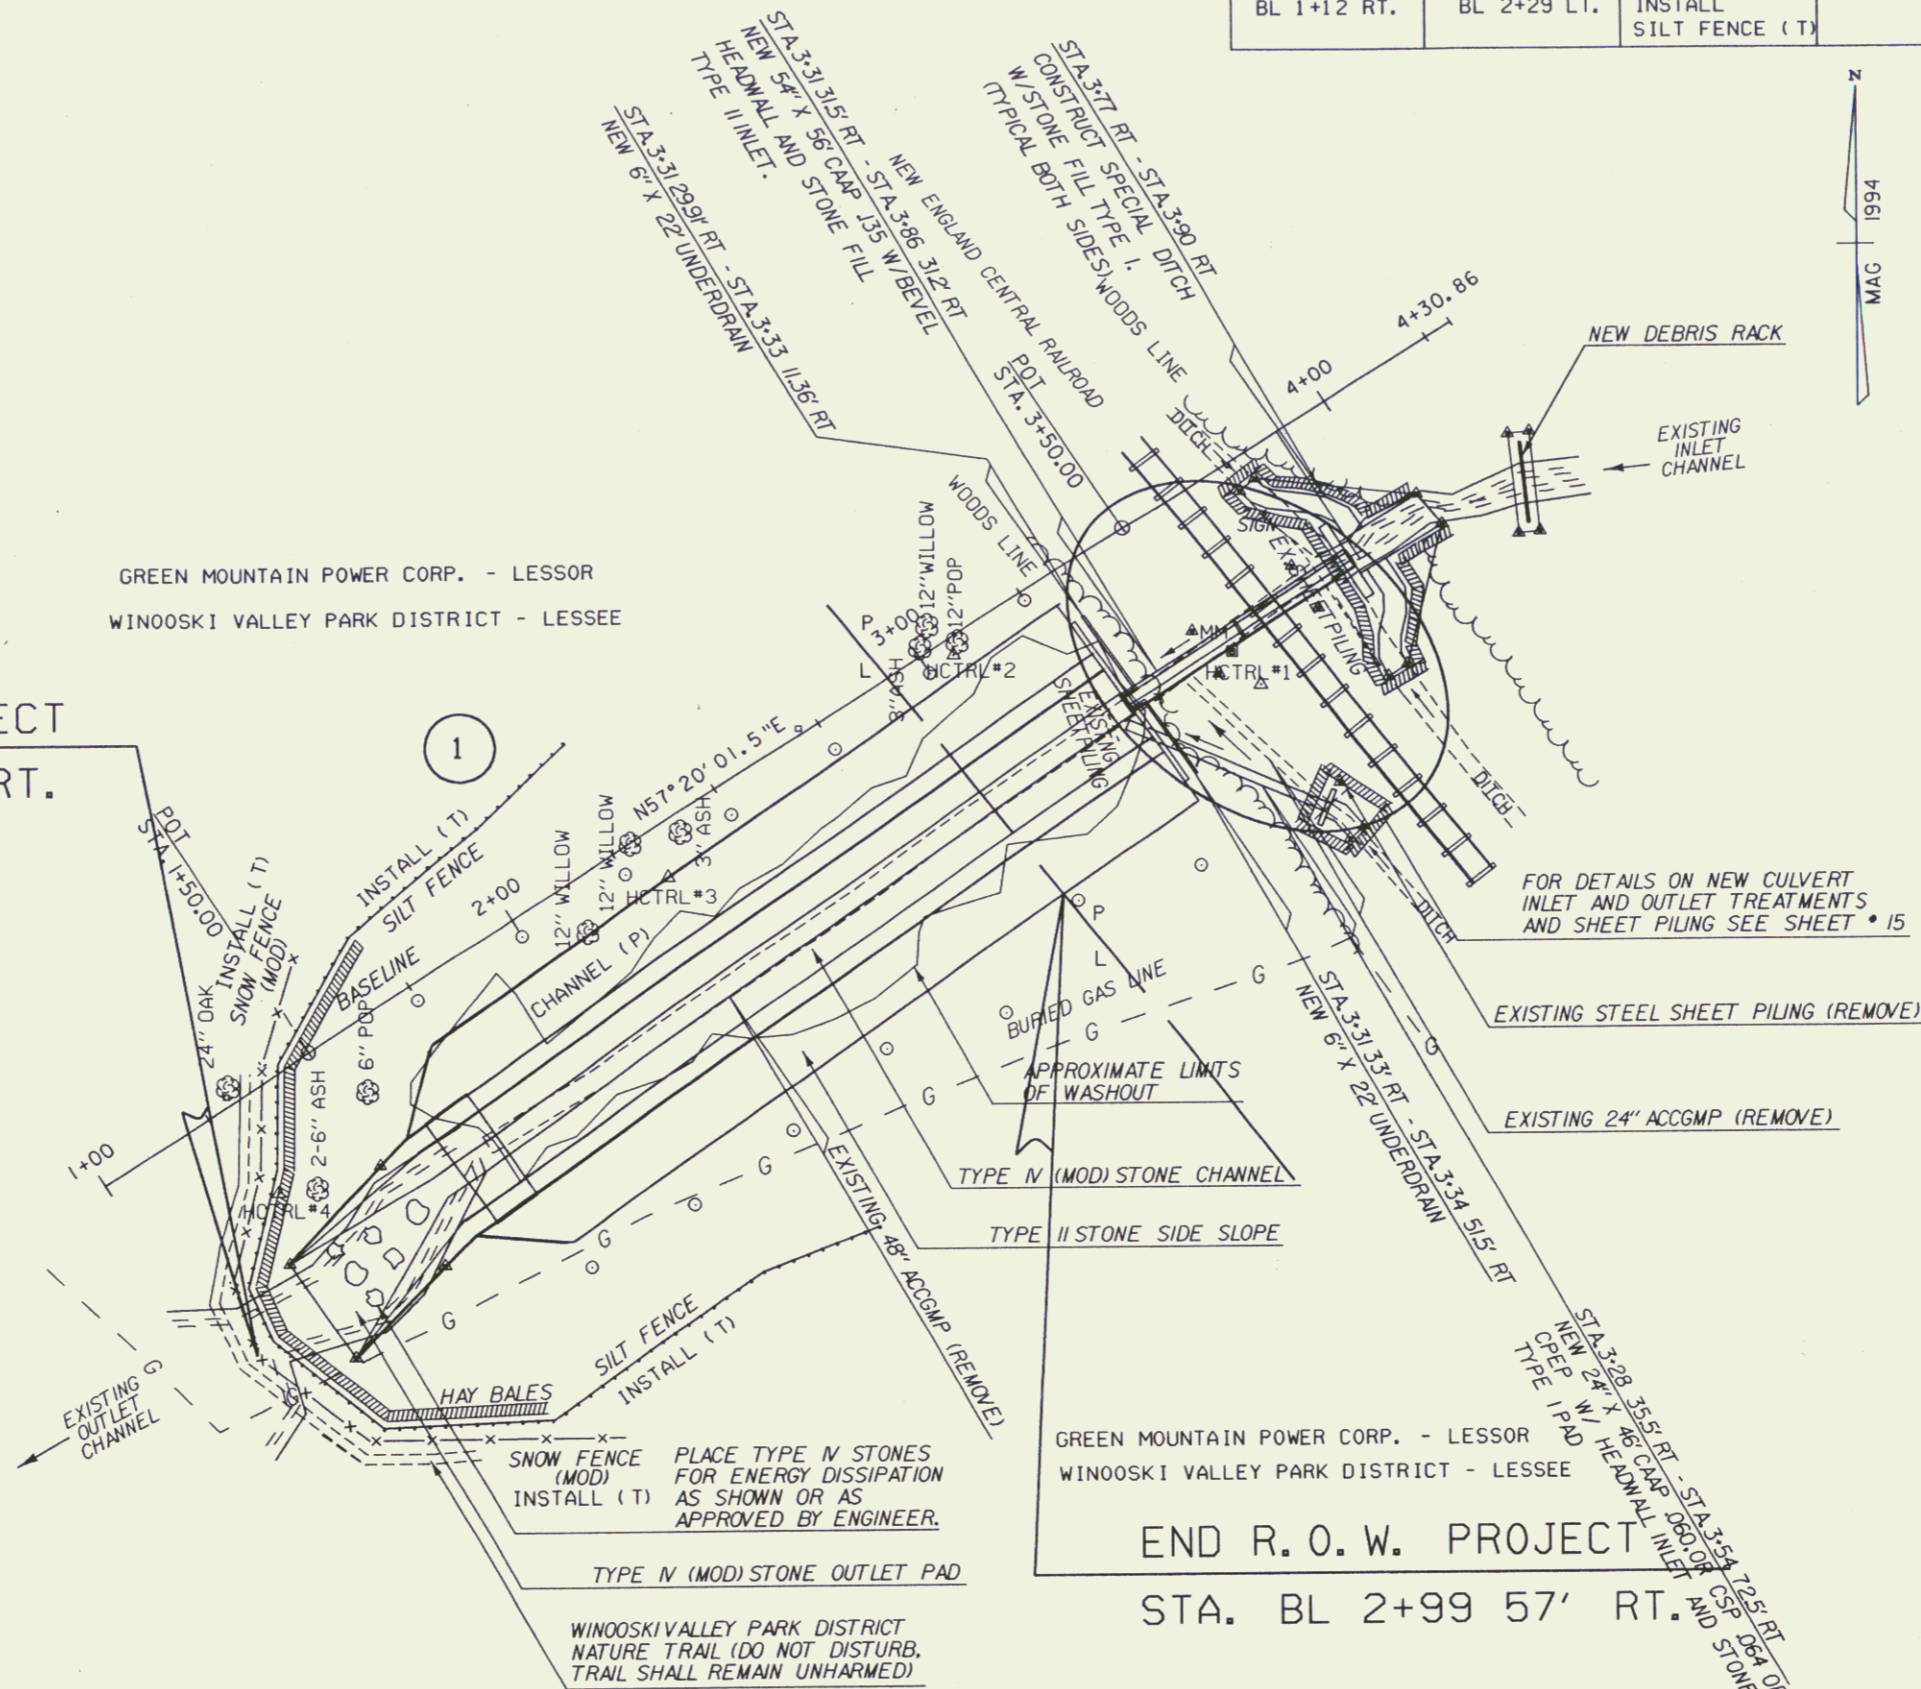 BL 1+12 RT.
BL 2+29 LT.
INSTALL
SILT FENCE (T)
STA.3+31 31.5' RT - STA.3+86 31.2' RT
NEW 54" X 56' CAAP .135 W/BEVEL
HEADWALL AND STONE FILL
TYPE II INLET.
STA.3+31 29.91' RT - STA.3+33 11.36' RT
NEW 6" X 22' UNDERDRAIN
NEW ENGLAND CENTRAL RAILROAD
STA.3+77 RT - STA.3+90 RT
CONSTRUCT SPECIAL DITCH
W/STONE FILL TYPE I.
(TYPICAL BOTH SIDES)
WOODS LINE
N
MAG 1994
4+30.86
4+00
NEW DEBRIS RACK
EXISTING
INLET
CHANNEL
POT
STA. 3+50.00
DITCH
SIGN
WOODS LINE
12" WILLOW
12" POP
GREEN MOUNTAIN POWER CORP. - LESSOR
WINOOSKI VALLEY PARK DISTRICT - LESSEE
P
L
3+00
8" ASH
HCTRL#2
MM
HCTRL#1
EXISTING
SHEET PILING
DITCH
ECT
RT.
1
N57°20'01.5"E
3" ASH
12" WILLOW
12" WILLOW
HCTRL#3
2+00
INSTALL (T)
SILT FENCE
POT
STA. 1+50.00
INSTALL (T)
SNOW FENCE
(MOD)
24" OAK
BASELINE
CHANNEL (P)
6" POP
2-6" ASH
1+00
HCTRL#4
FOR DETAILS ON NEW CULVERT
INLET AND OUTLET TREATMENTS
AND SHEET PILING SEE SHEET • 15
DITCH
P
L
G
BURIED GAS LINE
G
G
EXISTING STEEL SHEET PILING (REMOVE)
G
APPROXIMATE LIMITS
OF WASHOUT
EXISTING 24" ACCGMP (REMOVE)
STA.3+31 33' RT - STA.3+34 51.5' RT
NEW 6" X 22' UNDERDRAIN
G
TYPE IV (MOD) STONE CHANNEL
G
TYPE II STONE SIDE SLOPE
EXISTING 48" ACCGMP (REMOVE)
G
SILT FENCE
INSTALL (T)
G
G
EXISTING
OUTLET
CHANNEL
HAY BALES
SNOW FENCE
(MOD)
INSTALL (T)
PLACE TYPE IV STONES
FOR ENERGY DISSIPATION
AS SHOWN OR AS
APPROVED BY ENGINEER.
GREEN MOUNTAIN POWER CORP. - LESSOR
WINOOSKI VALLEY PARK DISTRICT - LESSEE
STA.3+28 35.5' RT - STA.3+54 72.5' RT
NEW 24" X 46' CAAP .060,OR CSP .064 OR
CPEP W/ HEADWALL INLET AND STONE
TYPE I PAD
END R.O.W. PROJECT
STA. BL 2+99 57' RT.
TYPE IV (MOD) STONE OUTLET PAD
WINOOSKI VALLEY PARK DISTRICT
NATURE TRAIL (DO NOT DISTURB,
TRAIL SHALL REMAIN UNHARMED)